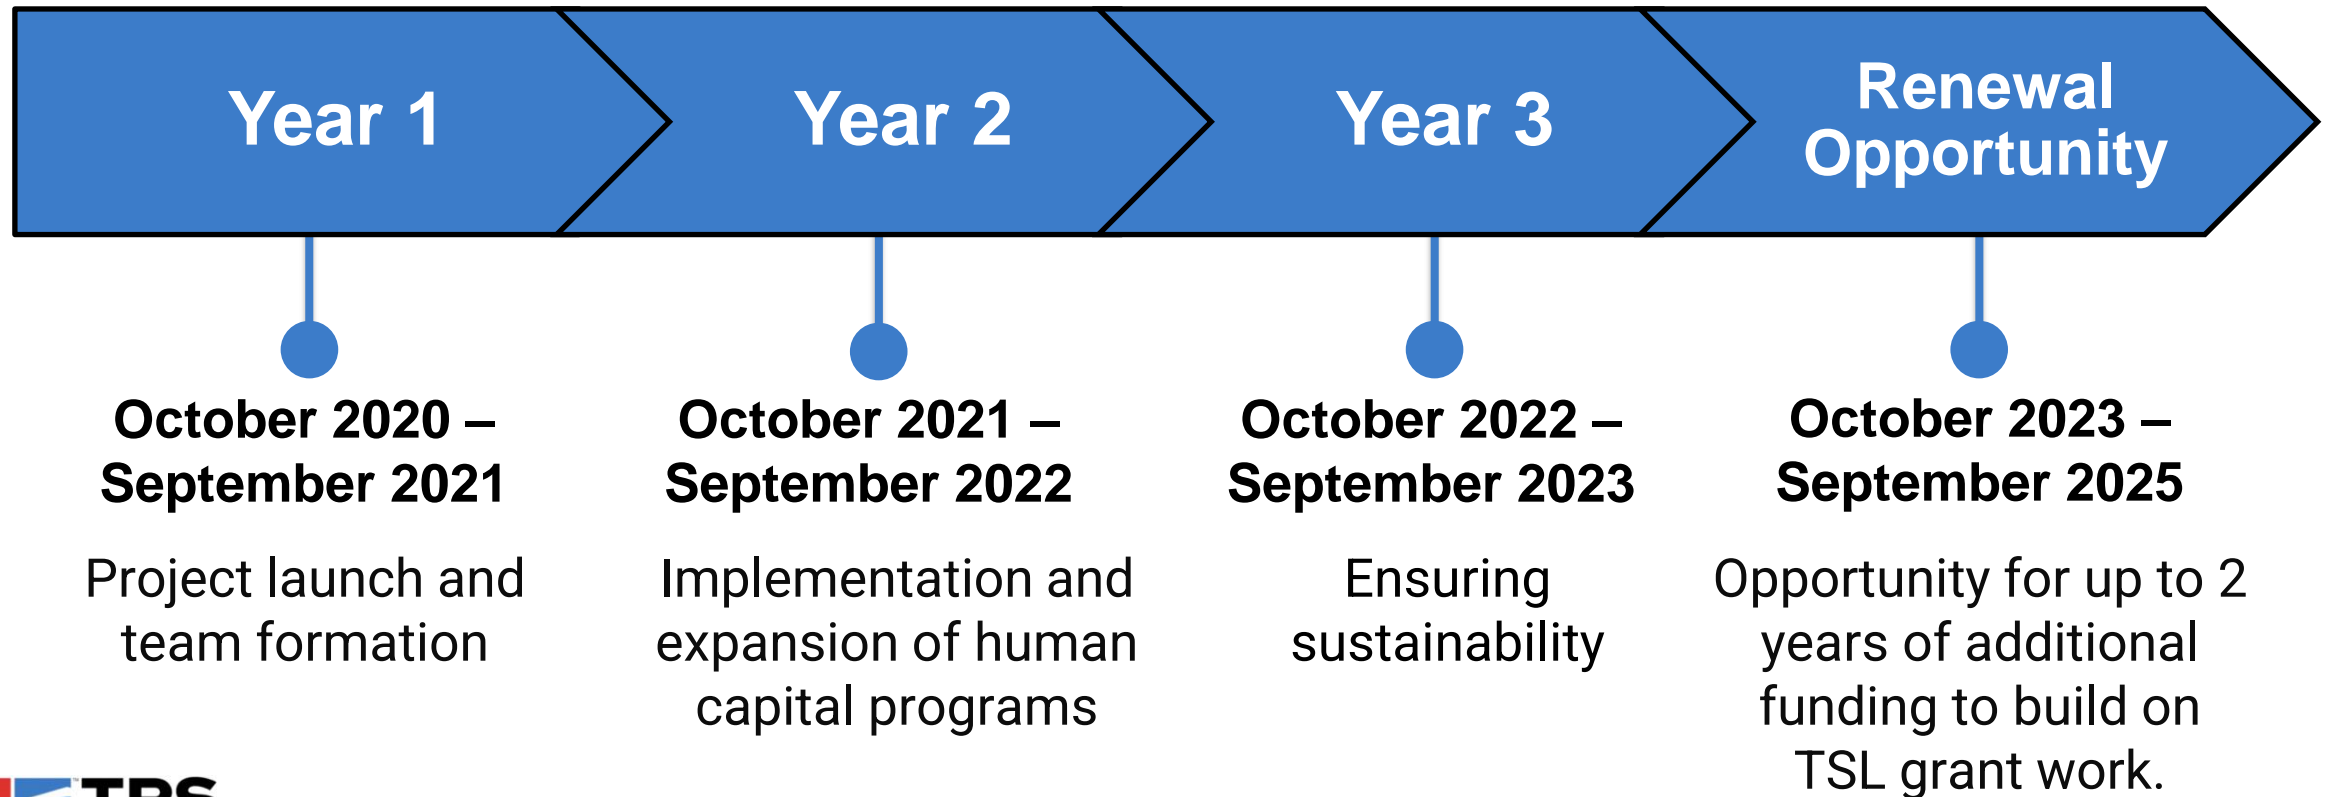 Year 1
Year 2
Year 3
Renewal
Opportunity
October 2020 –
September 2021
Project launch and
team formation
October 2021 –
September 2022
Implementation and
expansion of human
capital programs
October 2022 –
September 2023
Ensuring
sustainability
October 2023 –
September 2025
Opportunity for up to 2
years of additional
funding to build on
TSL grant work.
TPS